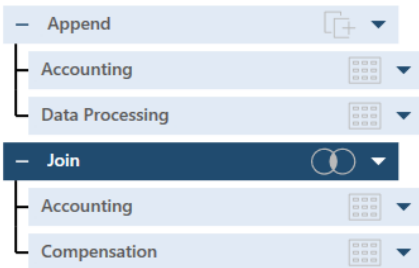 Append
Accounting
Data Processing
Join
Accounting
Compensation